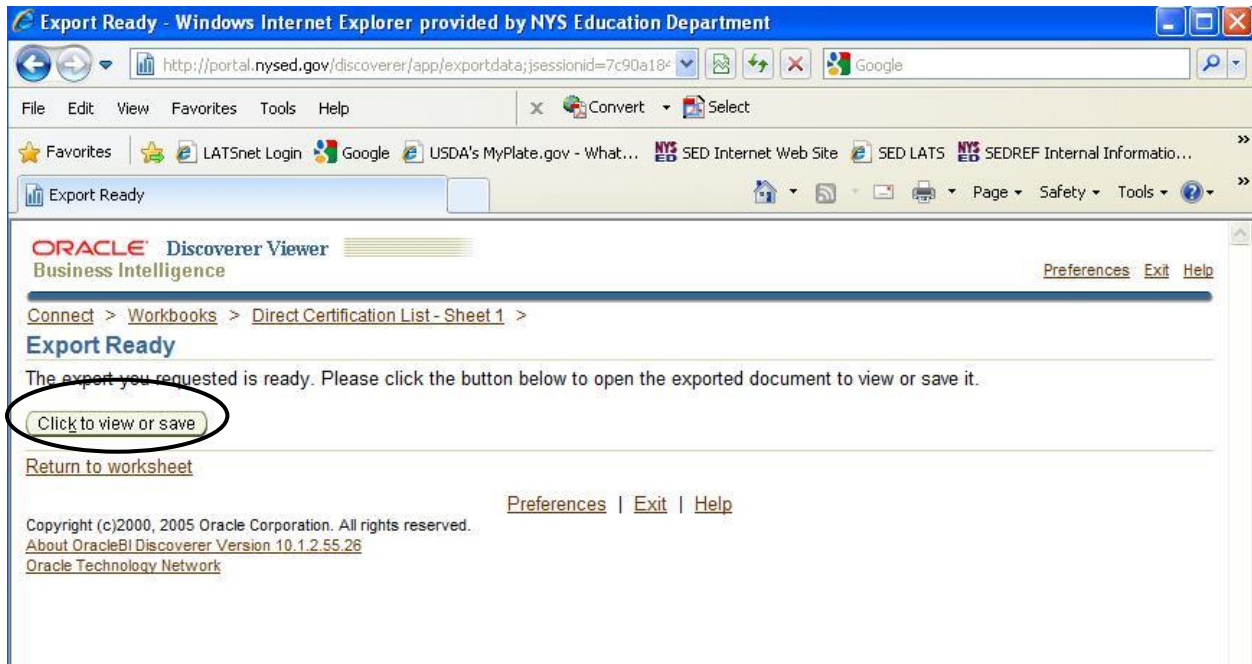 Export Ready - Windows Internet Explorer provided by NYS Education Department
http://portal.nysed.gov/discoverer/app/exportdata;jsessionid=7c90a184 Google
File Edit View Favorites Tools Help x Convert Select
Favorites LATSnet Login Google USDA's MyPlate.gov - What... NYS ED SED Internet Web Site SED LATS NYS ED SEDREF Internal Informatio... »
Export Ready Page Safety Tools »
ORACLE Discoverer Viewer
Business Intelligence
Preferences Exit Help
Connect > Workbooks > Direct Certification List - Sheet 1 >
Export Ready
The export you requested is ready. Please click the button below to open the exported document to view or save it.
Click to view or save
Return to worksheet
Preferences | Exit | Help
Copyright (c)2000, 2005 Oracle Corporation. All rights reserved.
About OracleBI Discoverer Version 10.1.2.55.26
Oracle Technology Network